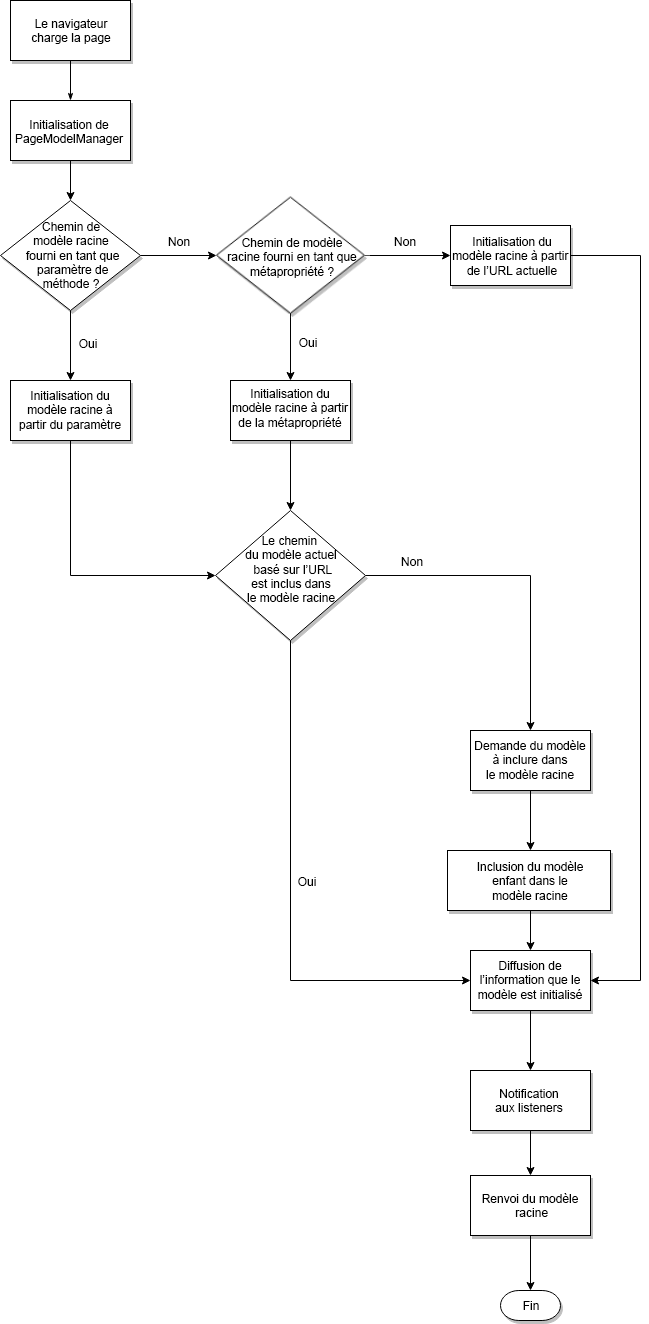 Le navigateur
charge la page
Initialisation de
PageModelManager
Chemin de
modèle racine
fourni en tant que
paramètre de
méthode ?
Non
Chemin de modèle
racine fourni en tant que
métapropriété ?
Non
Initialisation du
modèle racine à partir
de l’URL actuelle
Oui
Oui
Initialisation du
modèle racine à
partir du paramètre
Initialisation du
modèle racine à partir
de la métapropriété
Le chemin
du modèle actuel
basé sur l’URL
est inclus dans
le modèle racine
Non
Demande du modèle
à inclure dans
le modèle racine
Oui
Inclusion du modèle
enfant dans le
modèle racine
Diffusion de
l’information que le
modèle est initialisé
Notification
aux listeners
Renvoi du modèle
racine
Fin